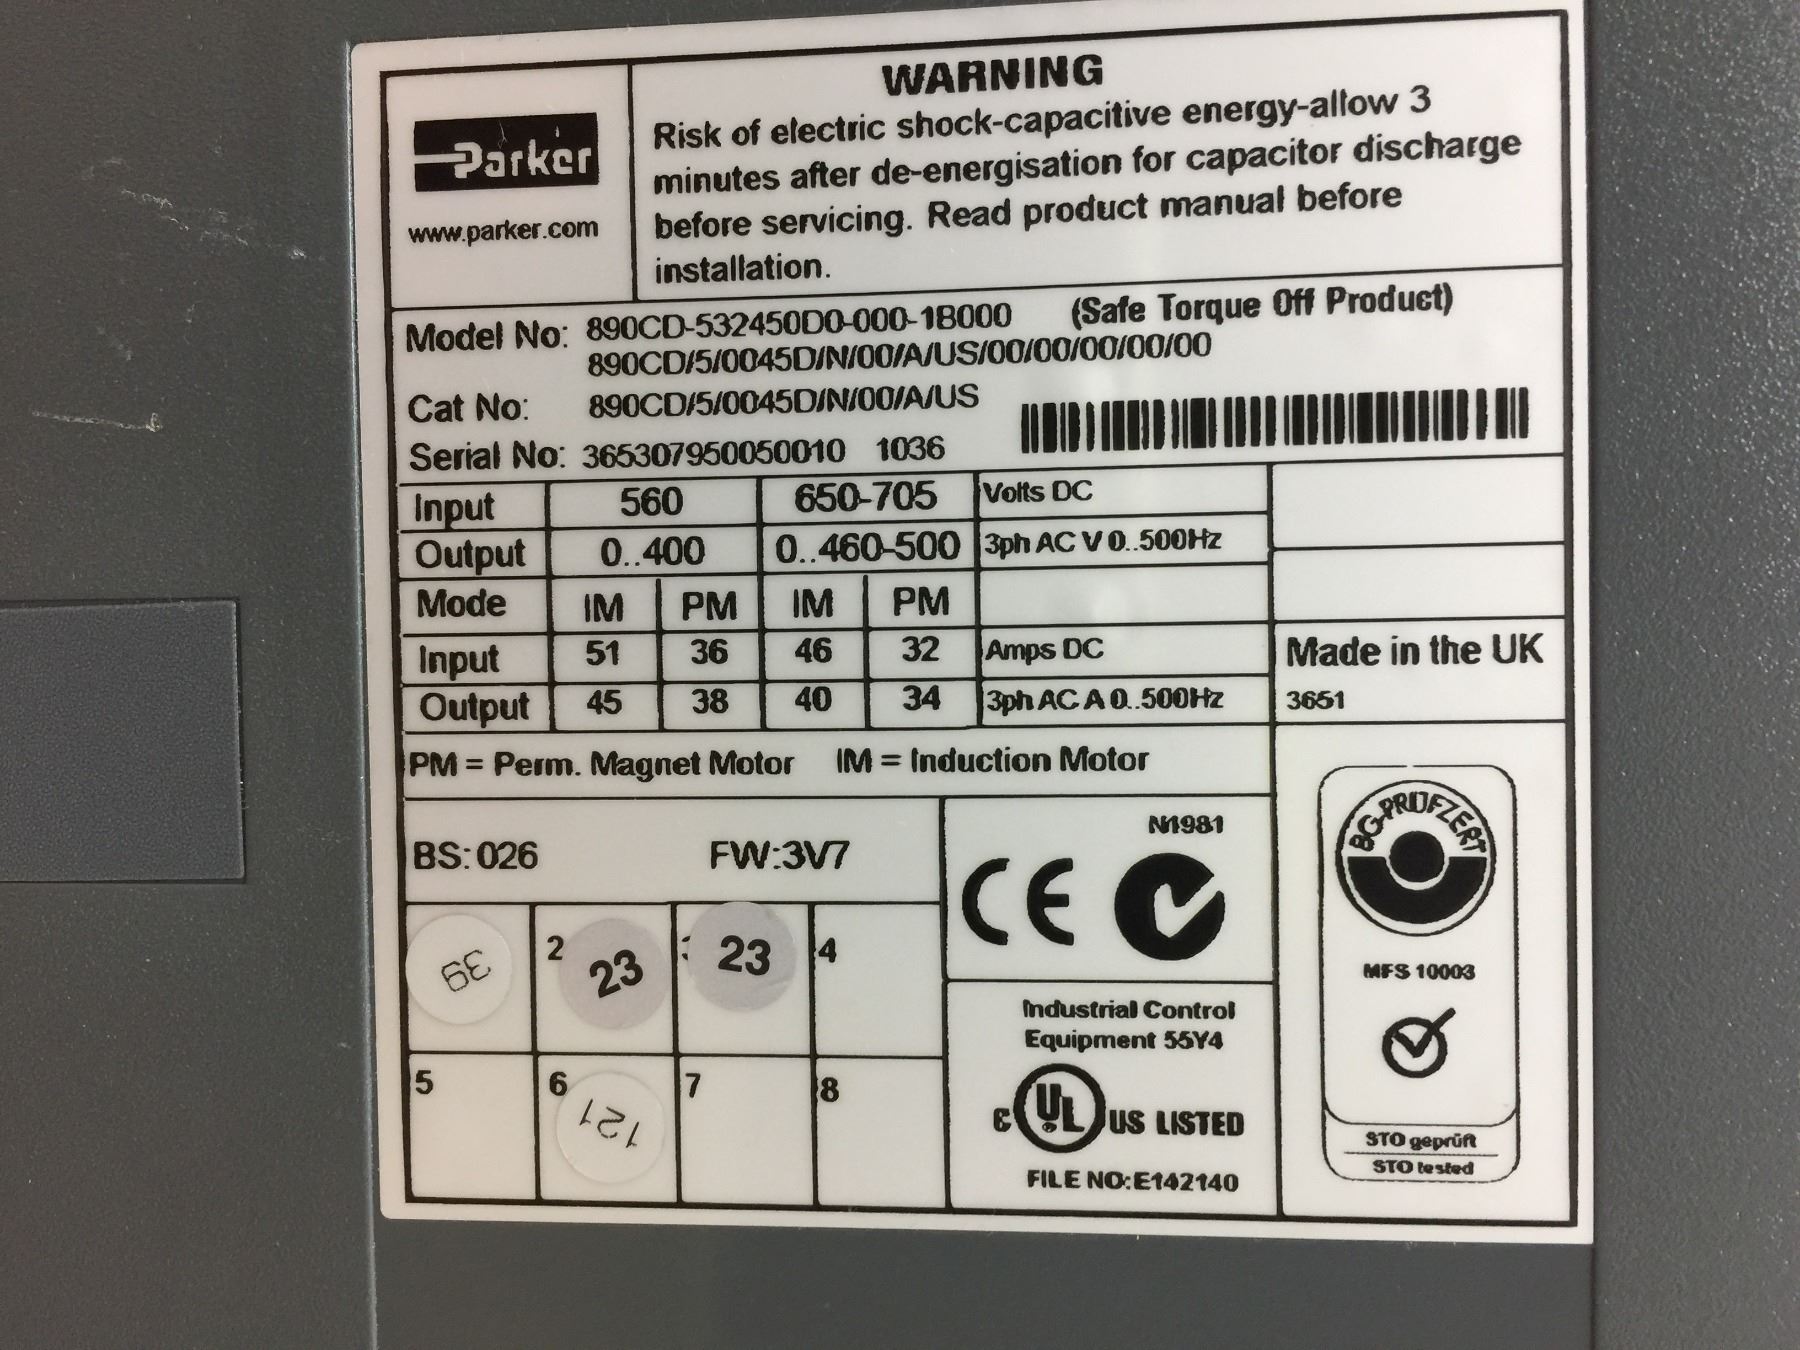 WARNING
Parker
www.parker.com
Risk of electric shock-capacitive energy-allow 3
minutes after de-energisation for capacitor discharge
before servicing. Read product manual before
installation.
Model No: 890CD-532450D0-000-1B000 (Safe Torque Off Product)
890CD/5/0045D/N/00/A/US/00/00/00/00/00
Cat No: 890CD/5/0045D/N/00/A/US
Serial No: 365307950050010 1036
Input 560 650-705 Volts DC
Output 0..400 0..460-500 3ph AC V 0..500Hz
Mode IM PM IM PM
Input 51 36 46 32 Amps DC
Output 45 38 40 34 3ph AC A 0..500Hz
Made in the UK
3651
PM = Perm. Magnet Motor IM = Induction Motor
BS: 026 FW:3V7
N1981
CE
BG-PRÜFZERT
MFS 10003
39 2 23 23 4
5 6 121 7 8
Industrial Control
Equipment 55Y4
C UL US LISTED
FILE NO:E142140
STO geprüft
STO tested